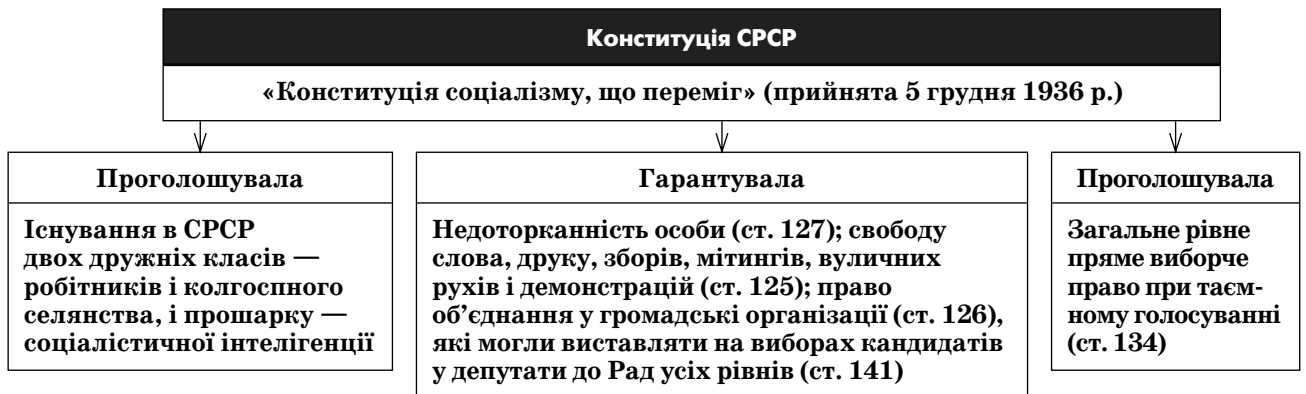 Конституція СРСР
«Конституція соціалізму, що переміг» (прийнята 5 грудня 1936 р.)
Проголошувала
Існування в СРСР
двох дружніх класів —
робітників і колгоспного
селянства, і прошарку —
соціалістичної інтелігенції
Гарантувала
Недоторканність особи (ст. 127); свободу
слова, друку, зборів, мітингів, вуличних
рухів і демонстрацій (ст. 125); право
об’єднання у громадські організації (ст. 126),
які могли виставляти на виборах кандидатів
у депутати до Рад усіх рівнів (ст. 141)
Проголошувала
Загальне рівне
пряме виборче
право при таєм-
ному голосуванні
(ст. 134)